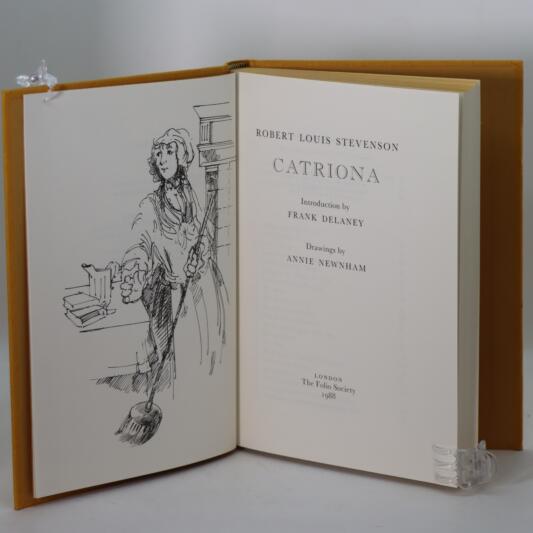 ROBERT LOUIS STEVENSON
CATRIONA
Introduction by
FRANK DELANEY
Drawings by
ANNIE NEWNHAM
LONDON
The Folio Society
1988